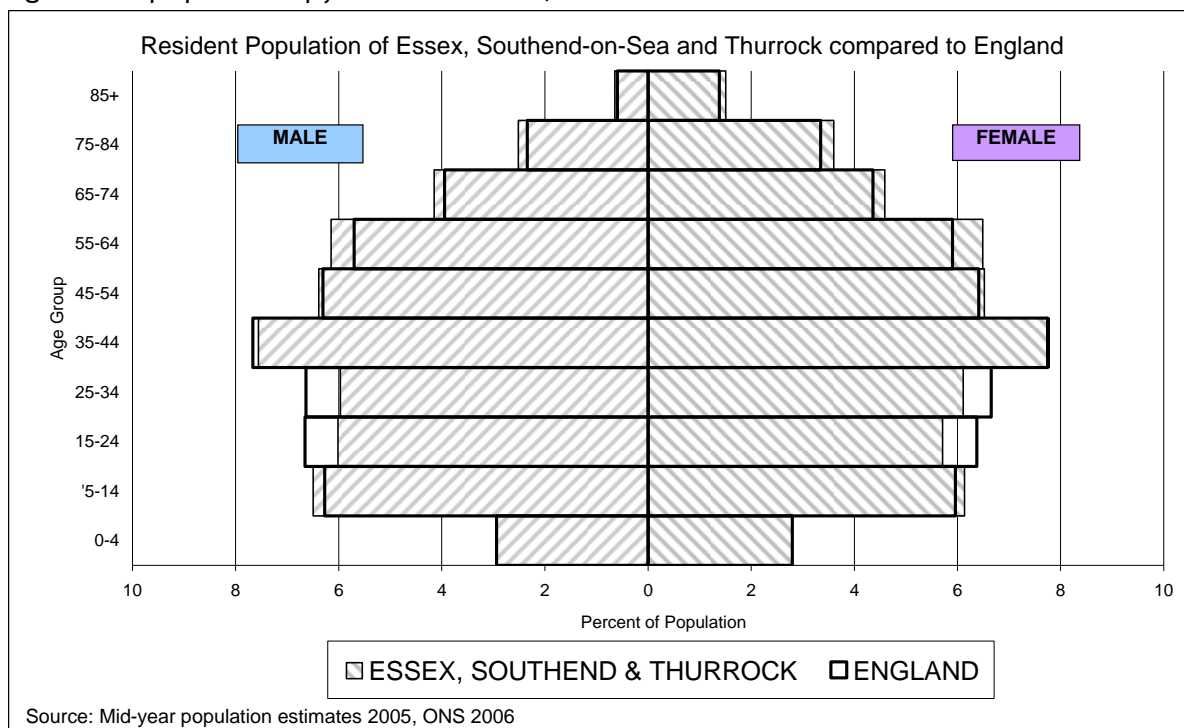 Resident Population of Essex, Southend-on-Sea and Thurrock compared to England
MALE
FEMALE
Age Group
85+
75-84
65-74
55-64
45-54
35-44
25-34
15-24
'5-14
0-4
10 8 6 4 2 0 2 4 6 8 10
Percent of Population
ESSEX, SOUTHEND & THURROCK ENGLAND
Source: Mid-year population estimates 2005, ONS 2006